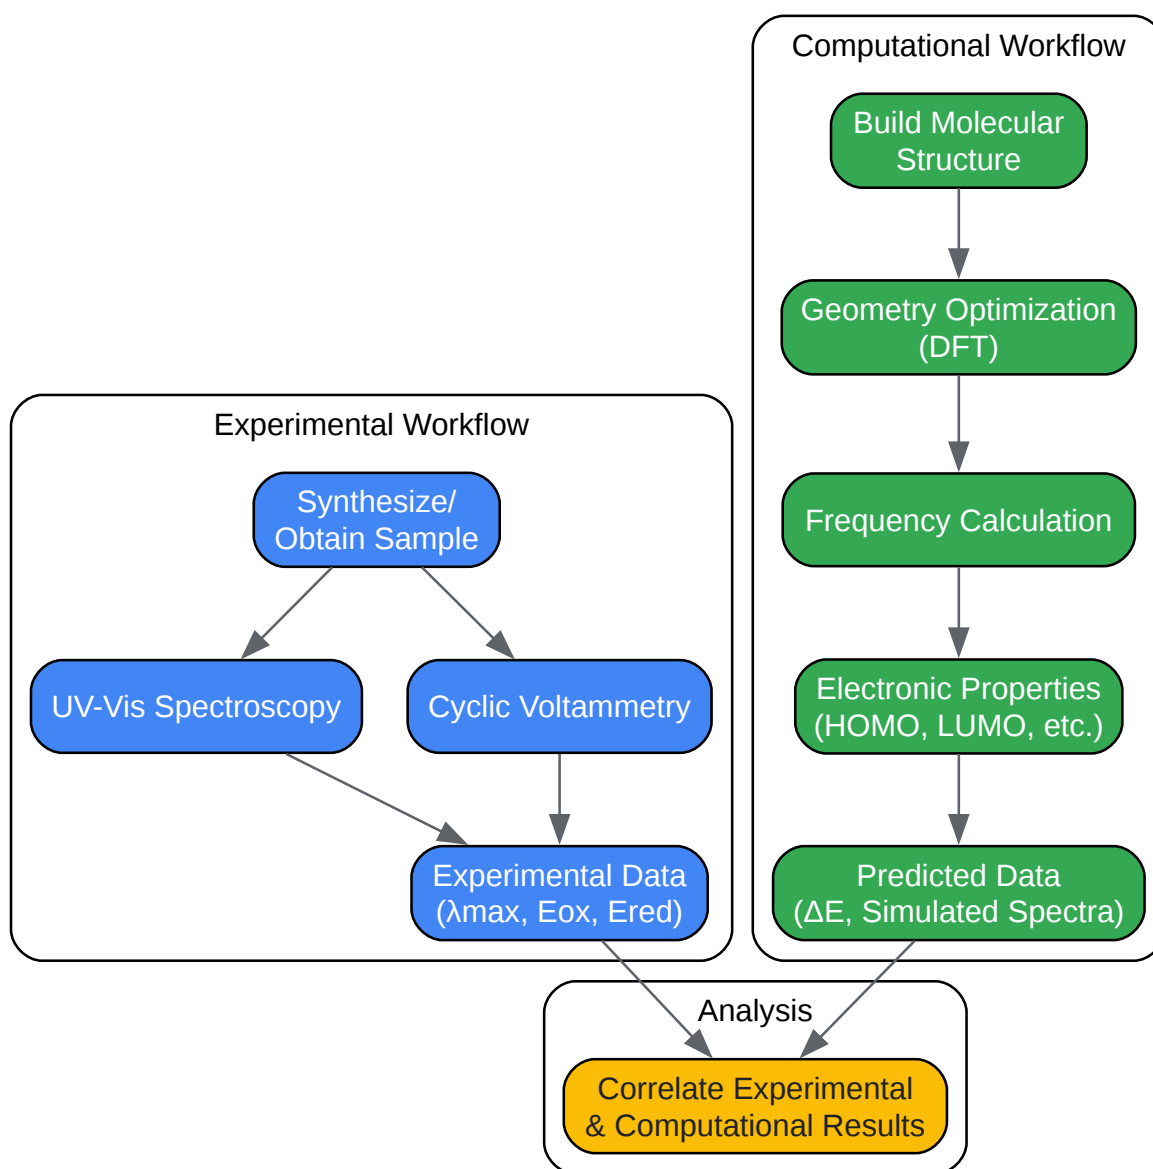 Computational Workflow
Build Molecular
Structure
Geometry Optimization
(DFT)
Frequency Calculation
Electronic Properties
(HOMO, LUMO, etc.)
Predicted Data
(ΔE, Simulated Spectra)
Experimental Workflow
Synthesize/
Obtain Sample
UV-Vis Spectroscopy
Cyclic Voltammetry
Experimental Data
(λmax, Eox, Ered)
Analysis
Correlate Experimental
& Computational Results